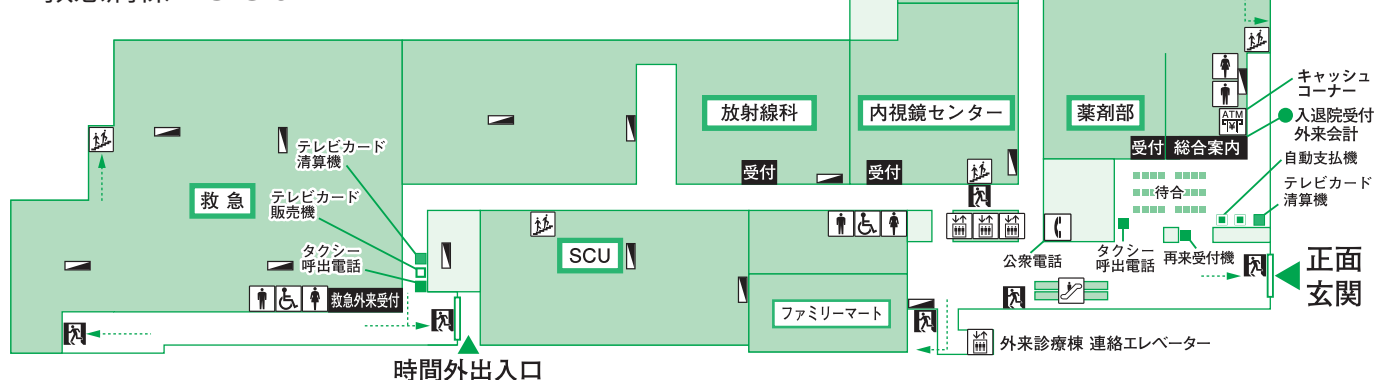 放射線科
内視鏡センター
薬剤部
キャッシュ
コーナー
ATM
入退院受付
外来会計
受付
総合案内
自動支払機
テレビカード
清算機
待合
テレビカード
清算機
受付
受付
救急
テレビカード
販売機
SCU
タクシー
呼出電話
公衆電話
タクシー
呼出電話
再来受付機
正面
玄関
救急外来受付
ファミリーマート
外来診療棟 連絡エレベーター
時間外出入口